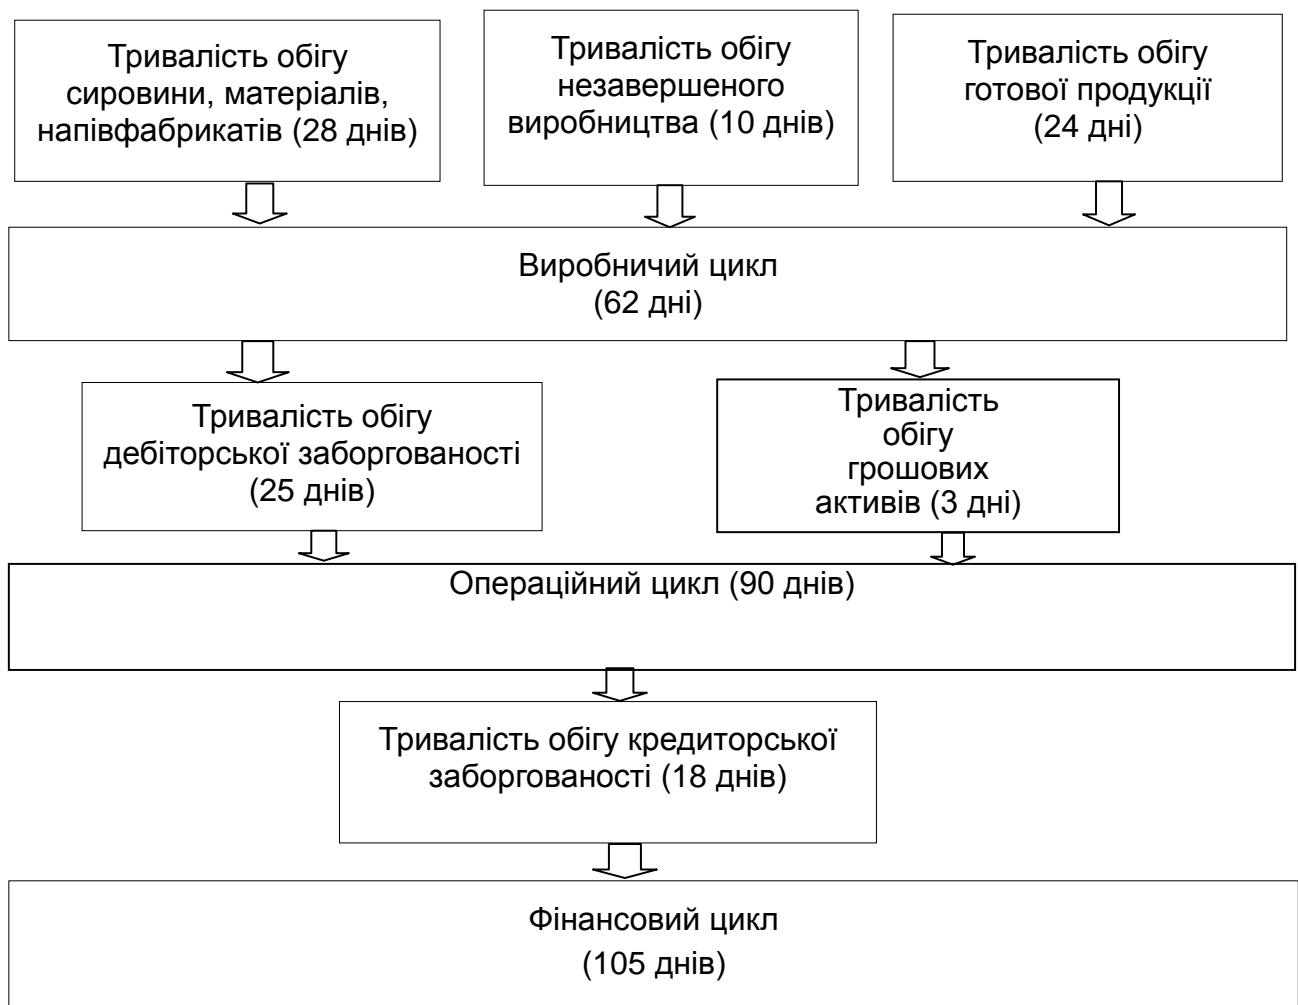 Тривалість обігу
сировини, матеріалів,
напівфабрикатів (28 днів)
Тривалість обігу
незавершеного
виробництва (10 днів)
Тривалість обігу
готової продукції
(24 дні)
Виробничий цикл
(62 дні)
Тривалість обігу
дебіторської заборгованості
(25 днів)
Тривалість
обігу
грошових
активів (3 дні)
Операційний цикл (90 днів)
Тривалість обігу кредиторської
заборгованості (18 днів)
Фінансовий цикл
(105 днів)